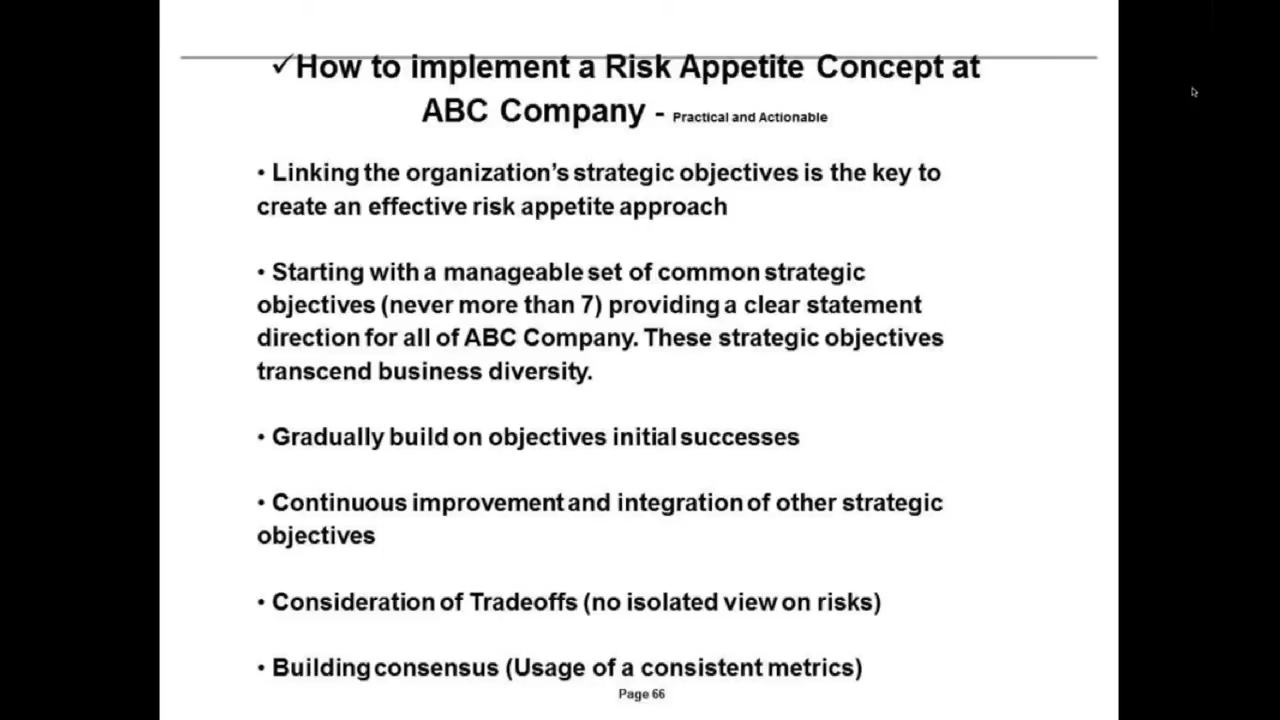 ✓How to implement a Risk Appetite Concept at
ABC Company - Practical and Actionable
• Linking the organization's strategic objectives is the key to
create an effective risk appetite approach
• Starting with a manageable set of common strategic
objectives (never more than 7) providing a clear statement
direction for all of ABC Company. These strategic objectives
transcend business diversity.
• Gradually build on objectives initial successes
• Continuous improvement and integration of other strategic
objectives
• Consideration of Tradeoffs (no isolated view on risks)
• Building consensus (Usage of a consistent metrics)
Page 66